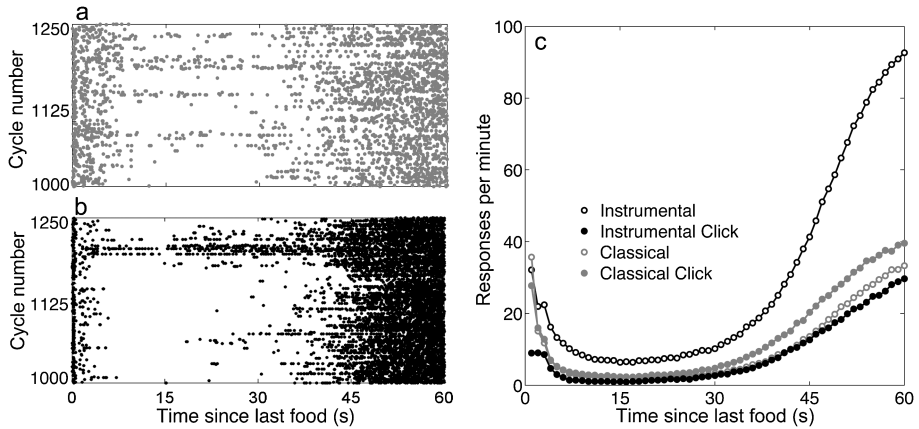 a
1250
1125
1000
Cycle number
b
1250
1125
1000
Cycle number
0 15 30 45 60
Time since last food (s)
c
100
80
60
40
20
0
Responses per minute
Instrumental
Instrumental Click
Classical
Classical Click
0 15 30 45 60
Time since last food (s)